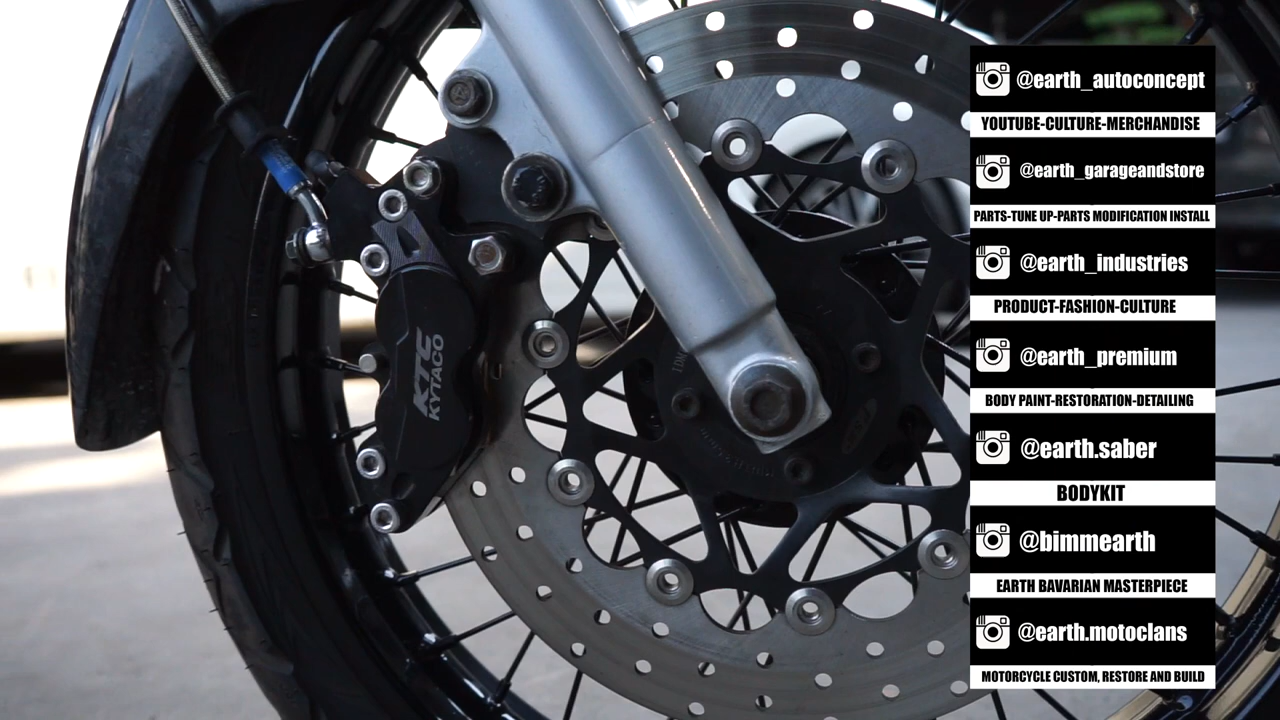 @earth_autoconcept
YOUTUBE-CULTURE-MERCHANDISE
@earth_garageandstore
PARTS-TUNE UP-PARTS MODIFICATION INSTALL
@earth_industries
PRODUCT-FASHION-CULTURE
@earth_premium
BODY PAINT-RESTORATION-DETAILING
@earth.saber
BODYKIT
@bimmearth
EARTH BAVARIAN MASTERPIECE
@earth.motoclans
MOTORCYCLE CUSTOM, RESTORE AND BUILD
KTC
KYTACO